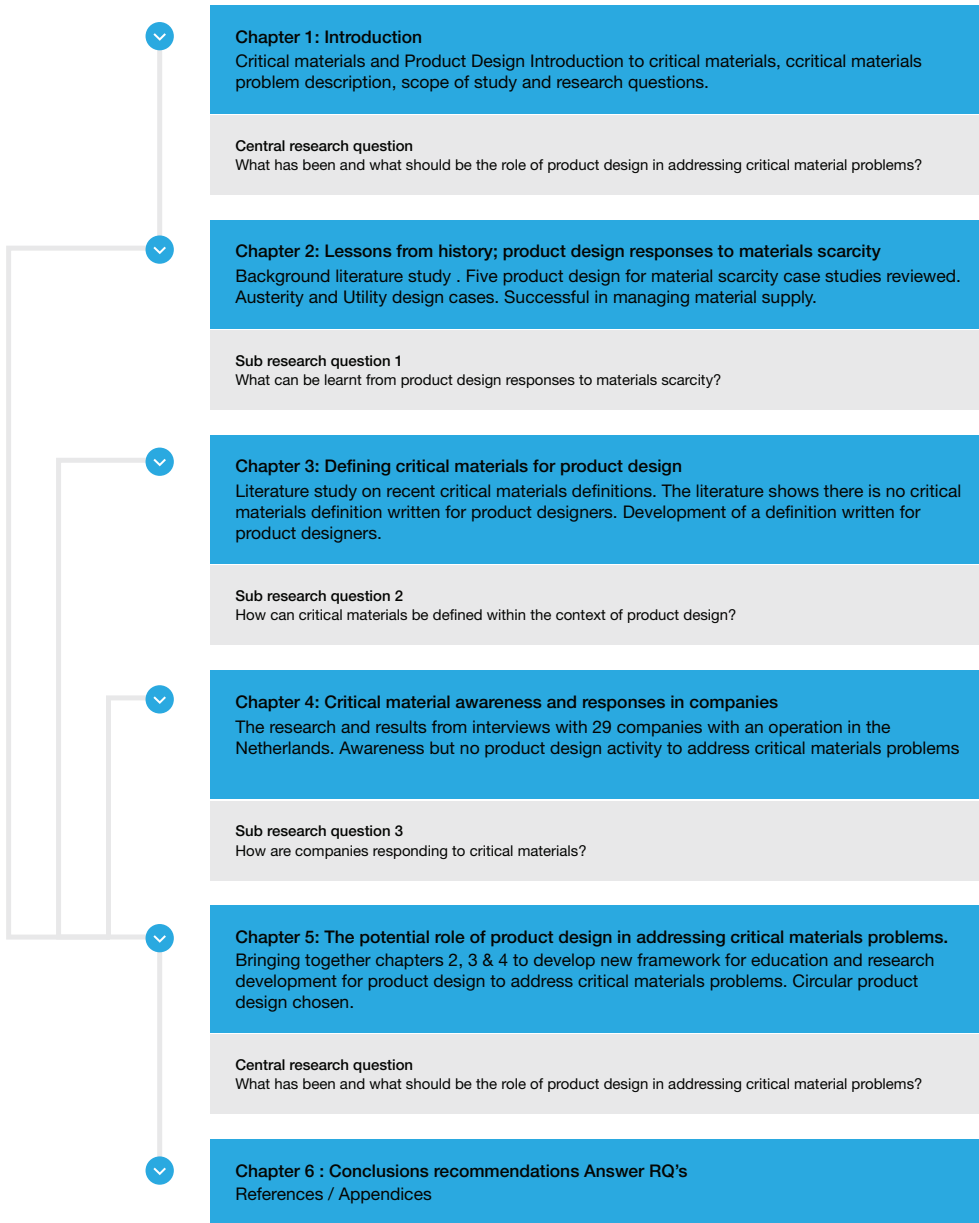 Chapter 1: Introduction
Critical materials and Product Design Introduction to critical materials, ccritical materials
problem description, scope of study and research questions.
Central research question
What has been and what should be the role of product design in addressing critical material problems?
Chapter 2: Lessons from history; product design responses to materials scarcity
Background literature study . Five product design for material scarcity case studies reviewed.
Austerity and Utility design cases. Successful in managing material supply.
Sub research question 1
What can be learnt from product design responses to materials scarcity?
Chapter 3: Defining critical materials for product design
Literature study on recent critical materials definitions. The literature shows there is no critical
materials definition written for product designers. Development of a definition written for
product designers.
Sub research question 2
How can critical materials be defined within the context of product design?
Chapter 4: Critical material awareness and responses in companies
The research and results from interviews with 29 companies with an operation in the
Netherlands. Awareness but no product design activity to address critical materials problems
Sub research question 3
How are companies responding to critical materials?
Chapter 5: The potential role of product design in addressing critical materials problems.
Bringing together chapters 2, 3 & 4 to develop new framework for education and research
development for product design to address critical materials problems. Circular product
design chosen.
Central research question
What has been and what should be the role of product design in addressing critical material problems?
Chapter 6 : Conclusions recommendations Answer RQ's
References / Appendices